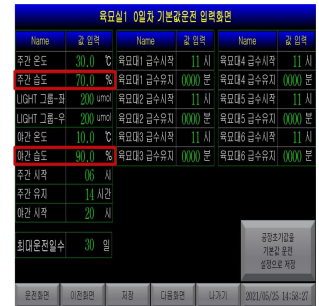 육묘실1 0일차 기본값운전 입력화면
Name 값 입력 Name 값 입력 Name 값 입력
주간 온도 30.0 ℃ 육묘대1 급수시작 11 시 육묘대4 급수시작 11 시
주간 습도 70.0 % 육묘대1 급수유지 0000 분 육묘대4 급수유지 0000 분
LIGHT 그룹-좌 200 umol 육묘대2 급수시작 11 시 육묘대5 급수시작 11 시
LIGHT 그룹-우 200 umol 육묘대2 급수유지 0000 분 육묘대5 급수유지 0000 분
야간 온도 10.0 ℃ 육묘대3 급수시작 11 시 육묘대6 급수시작 11 시
야간 습도 90.0 % 육묘대3 급수유지 0000 분 육묘대6 급수유지 0000 분
주간 시작 06 시
주간 유지 14 시간
야간 시작 20 시
최대운전일수 30 일
공장초기값을
기본값 운전
설정으로 저장
운전화면 이전화면 저장 다음화면 나가기 2021/05/25 14:58:27